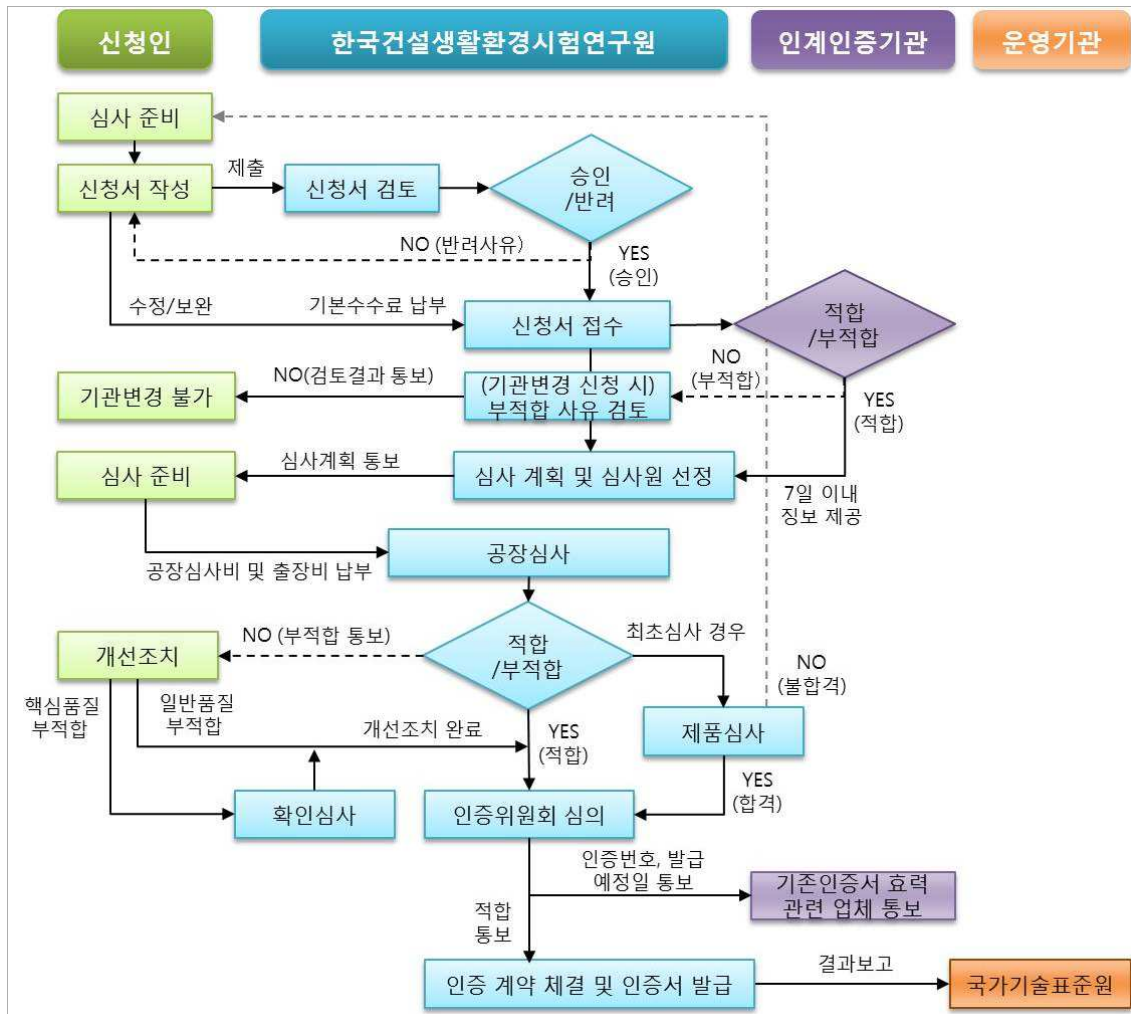 신청인
한국건설생활환경시험연구원
인계인증기관
운영기관
심사 준비
신청서 작성
제출
신청서 검토
승인
/반려
NO (반려사유)
YES
(승인)
수정/보완
기본수수료 납부
신청서 접수
적합
/부적합
NO
(부적합)
YES
(적합)
NO(검토결과 통보)
기관변경 불가
(기관변경 신청 시)
부적합 사유 검토
심사 준비
심사계획 통보
심사 계획 및 심사원 선정
7일 이내
징보 제공
공장심사
공장심사비 및 출장비 납부
NO (부적합 통보)
적합
/부적합
최초심사 경우
개선조치
NO
(불합격)
핵심품질
부적합
일반품질
부적합
개선조치 완료
YES
(적합)
제품심사
YES
(합격)
확인심사
인증위원회 심의
인증번호, 발급
예정일 통보
기존인증서 효력
관련 업체 통보
적합
통보
인증 계약 체결 및 인증서 발급
결과보고
국가기술표준원